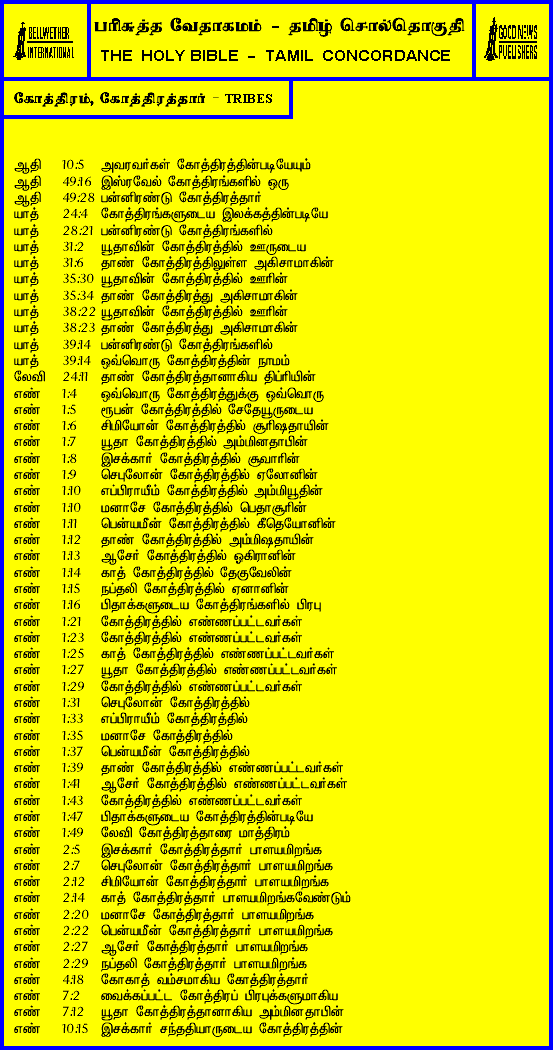 BELLWETHER
INTERNATIONAL
பரிசுத்த வேதாகமம் - தமிழ் சொல்தொகுதி
THE HOLY BIBLE - TAMIL CONCORDANCE
GOOD NEWS
PUBLISHERS
கோத்திரம், கோத்திரத்தார் - TRIBES
ஆதி 10:5 அவரவர்கள் கோத்திரத்தின்படியேயும்
ஆதி 49:16 இஸ்ரவேல் கோத்திரங்களில் ஒரு
ஆதி 49:28 பன்னிரண்டு கோத்திரத்தார்
யாத் 24:4 கோத்திரங்களுடைய இலக்கத்தின்படியே
யாத் 28:21 பன்னிரண்டு கோத்திரங்களில்
யாத் 31:2 யூதாவின் கோத்திரத்தில் ஊருடைய
யாத் 31:6 தாண் கோத்திரத்திலுள்ள அகிசாமாகின்
யாத் 35:30 யூதாவின் கோத்திரத்தில் ஊரின்
யாத் 35:34 தாண் கோத்திரத்து அகிசாமாகின்
யாத் 38:22 யூதாவின் கோத்திரத்தில் ஊரின்
யாத் 38:23 தாண் கோத்திரத்து அகிசாமாகின்
யாத் 39:14 பன்னிரண்டு கோத்திரங்களில்
யாத் 39:14 ஒவ்வொரு கோத்திரத்தின் நாமம்
லேவி 24:11 தாண் கோத்திரத்தானாகிய திப்ரியின்
எண் 1:4 ஒவ்வொரு கோத்திரத்துக்கு ஒவ்வொரு
எண் 1:5 ரூபன் கோத்திரத்தில் சேதேயூருடைய
எண் 1:6 சிமியோன் கோத்திரத்தில் சூரிஷதாயின்
எண் 1:7 யூதா கோத்திரத்தில் அம்மினதாபின்
எண் 1:8 இசக்கார் கோத்திரத்தில் சூவாரின்
எண் 1:9 செபுலோன் கோத்திரத்தில் ஏலோனின்
எண் 1:10 எப்பிராயீம் கோத்திரத்தில் அம்மியூதின்
எண் 1:10 மனாசே கோத்திரத்தில் பெதாசூரின்
எண் 1:11 பென்யமீன் கோத்திரத்தில் கீதெயோனின்
எண் 1:12 தாண் கோத்திரத்தில் அம்மிஷதாயின்
எண் 1:13 ஆசேர் கோத்திரத்தில் ஒகிரானின்
எண் 1:14 காத் கோத்திரத்தில் தேகுவேலின்
எண் 1:15 நப்தலி கோத்திரத்தில் ஏனானின்
எண் 1:16 பிதாக்களுடைய கோத்திரங்களில் பிரபு
எண் 1:21 கோத்திரத்தில் எண்ணப்பட்டவர்கள்
எண் 1:23 கோத்திரத்தில் எண்ணப்பட்டவர்கள்
எண் 1:25 காத் கோத்திரத்தில் எண்ணப்பட்டவர்கள்
எண் 1:27 யூதா கோத்திரத்தில் எண்ணப்பட்டவர்கள்
எண் 1:29 கோத்திரத்தில் எண்ணப்பட்டவர்கள்
எண் 1:31 செபுலோன் கோத்திரத்தில்
எண் 1:33 எப்பிராயீம் கோத்திரத்தில்
எண் 1:35 மனாசே கோத்திரத்தில்
எண் 1:37 பென்யமீன் கோத்திரத்தில்
எண் 1:39 தாண் கோத்திரத்தில் எண்ணப்பட்டவர்கள்
எண் 1:41 ஆசேர் கோத்திரத்தில் எண்ணப்பட்டவர்கள்
எண் 1:43 கோத்திரத்தில் எண்ணப்பட்டவர்கள்
எண் 1:47 பிதாக்களுடைய கோத்திரத்தின்படியே
எண் 1:49 லேவி கோத்திரத்தாரை மாத்திரம்
எண் 2:5 இசக்கார் கோத்திரத்தார் பாளயமிறங்க
எண் 2:7 செபுலோன் கோத்திரத்தார் பாளயமிறங்க
எண் 2:12 சிமியோன் கோத்திரத்தார் பாளயமிறங்க
எண் 2:14 காத் கோத்திரத்தார் பாளயமிறங்கவேண்டும்
எண் 2:20 மனாசே கோத்திரத்தார் பாளயமிறங்க
எண் 2:22 பென்யமீன் கோத்திரத்தார் பாளயமிறங்க
எண் 2:27 ஆசேர் கோத்திரத்தார் பாளயமிறங்க
எண் 2:29 நப்தலி கோத்திரத்தார் பாளயமிறங்க
எண் 4:18 கோகாத் வம்சமாகிய கோத்திரத்தார்
எண் 7:2 வைக்கப்பட்ட கோத்திரப் பிரபுக்களுமாகிய
எண் 7:12 யூதா கோத்திரத்தானாகிய அம்மினதாபின்
எண் 10:15 இசக்கார் சந்ததியாருடைய கோத்திரத்தின்